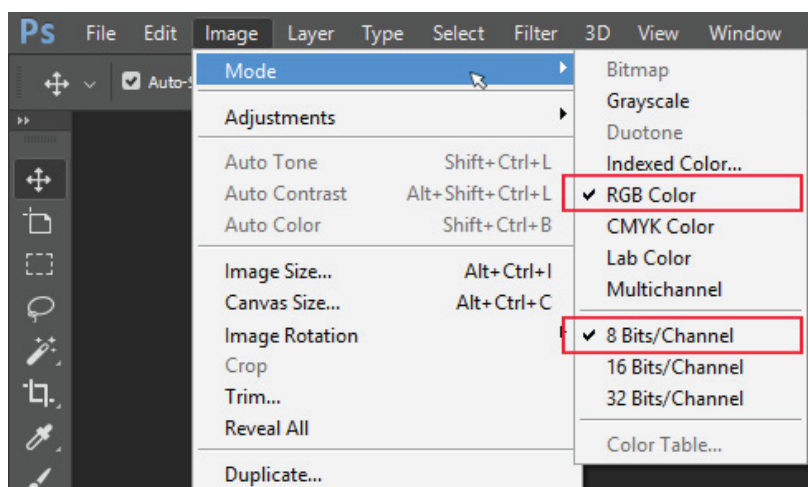 Ps File Edit Image Layer Type Select Filter 3D View Window
Mode
Adjustments
Auto Tone Shift+Ctrl+L
Auto Contrast Alt+Shift+Ctrl+L
Auto Color Shift+Ctrl+B
Image Size... Alt+Ctrl+I
Canvas Size... Alt+Ctrl+C
Image Rotation
Crop
Trim...
Reveal All
Duplicate...
Bitmap
Grayscale
Duotone
Indexed Color...
RGB Color
CMYK Color
Lab Color
Multichannel
8 Bits/Channel
16 Bits/Channel
32 Bits/Channel
Color Table...